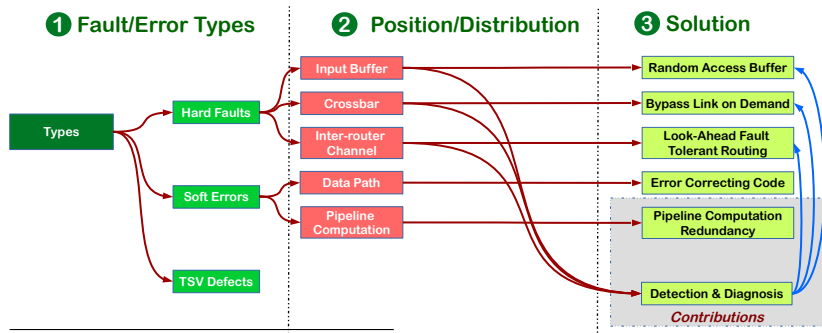 1 Fault/Error Types
2 Position/Distribution
3 Solution
Types
Hard Faults
Soft Errors
TSV Defects
Input Buffer
Crossbar
Inter-router
Channel
Data Path
Pipeline
Computation
Random Access Buffer
Bypass Link on Demand
Look-Ahead Fault
Tolerant Routing
Error Correcting Code
Pipeline Computation
Redundancy
Detection & Diagnosis
Contributions